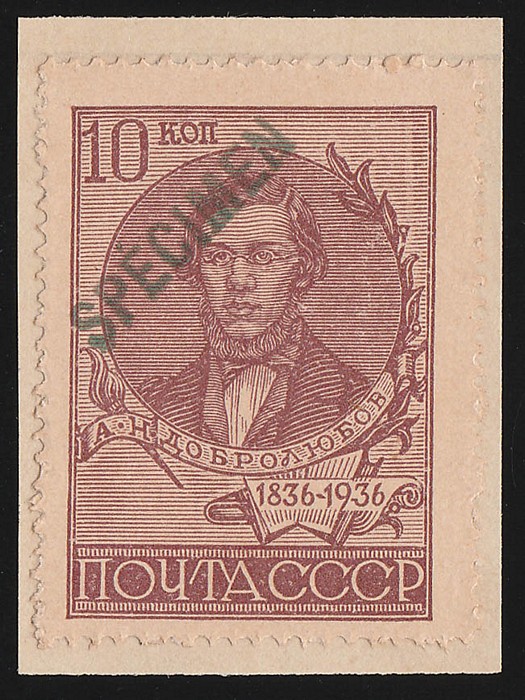 10 КОП
SPECIMEN
А·Н·ДОБРОЛЮБОВ
1836-1936
ПОЧТА СССР